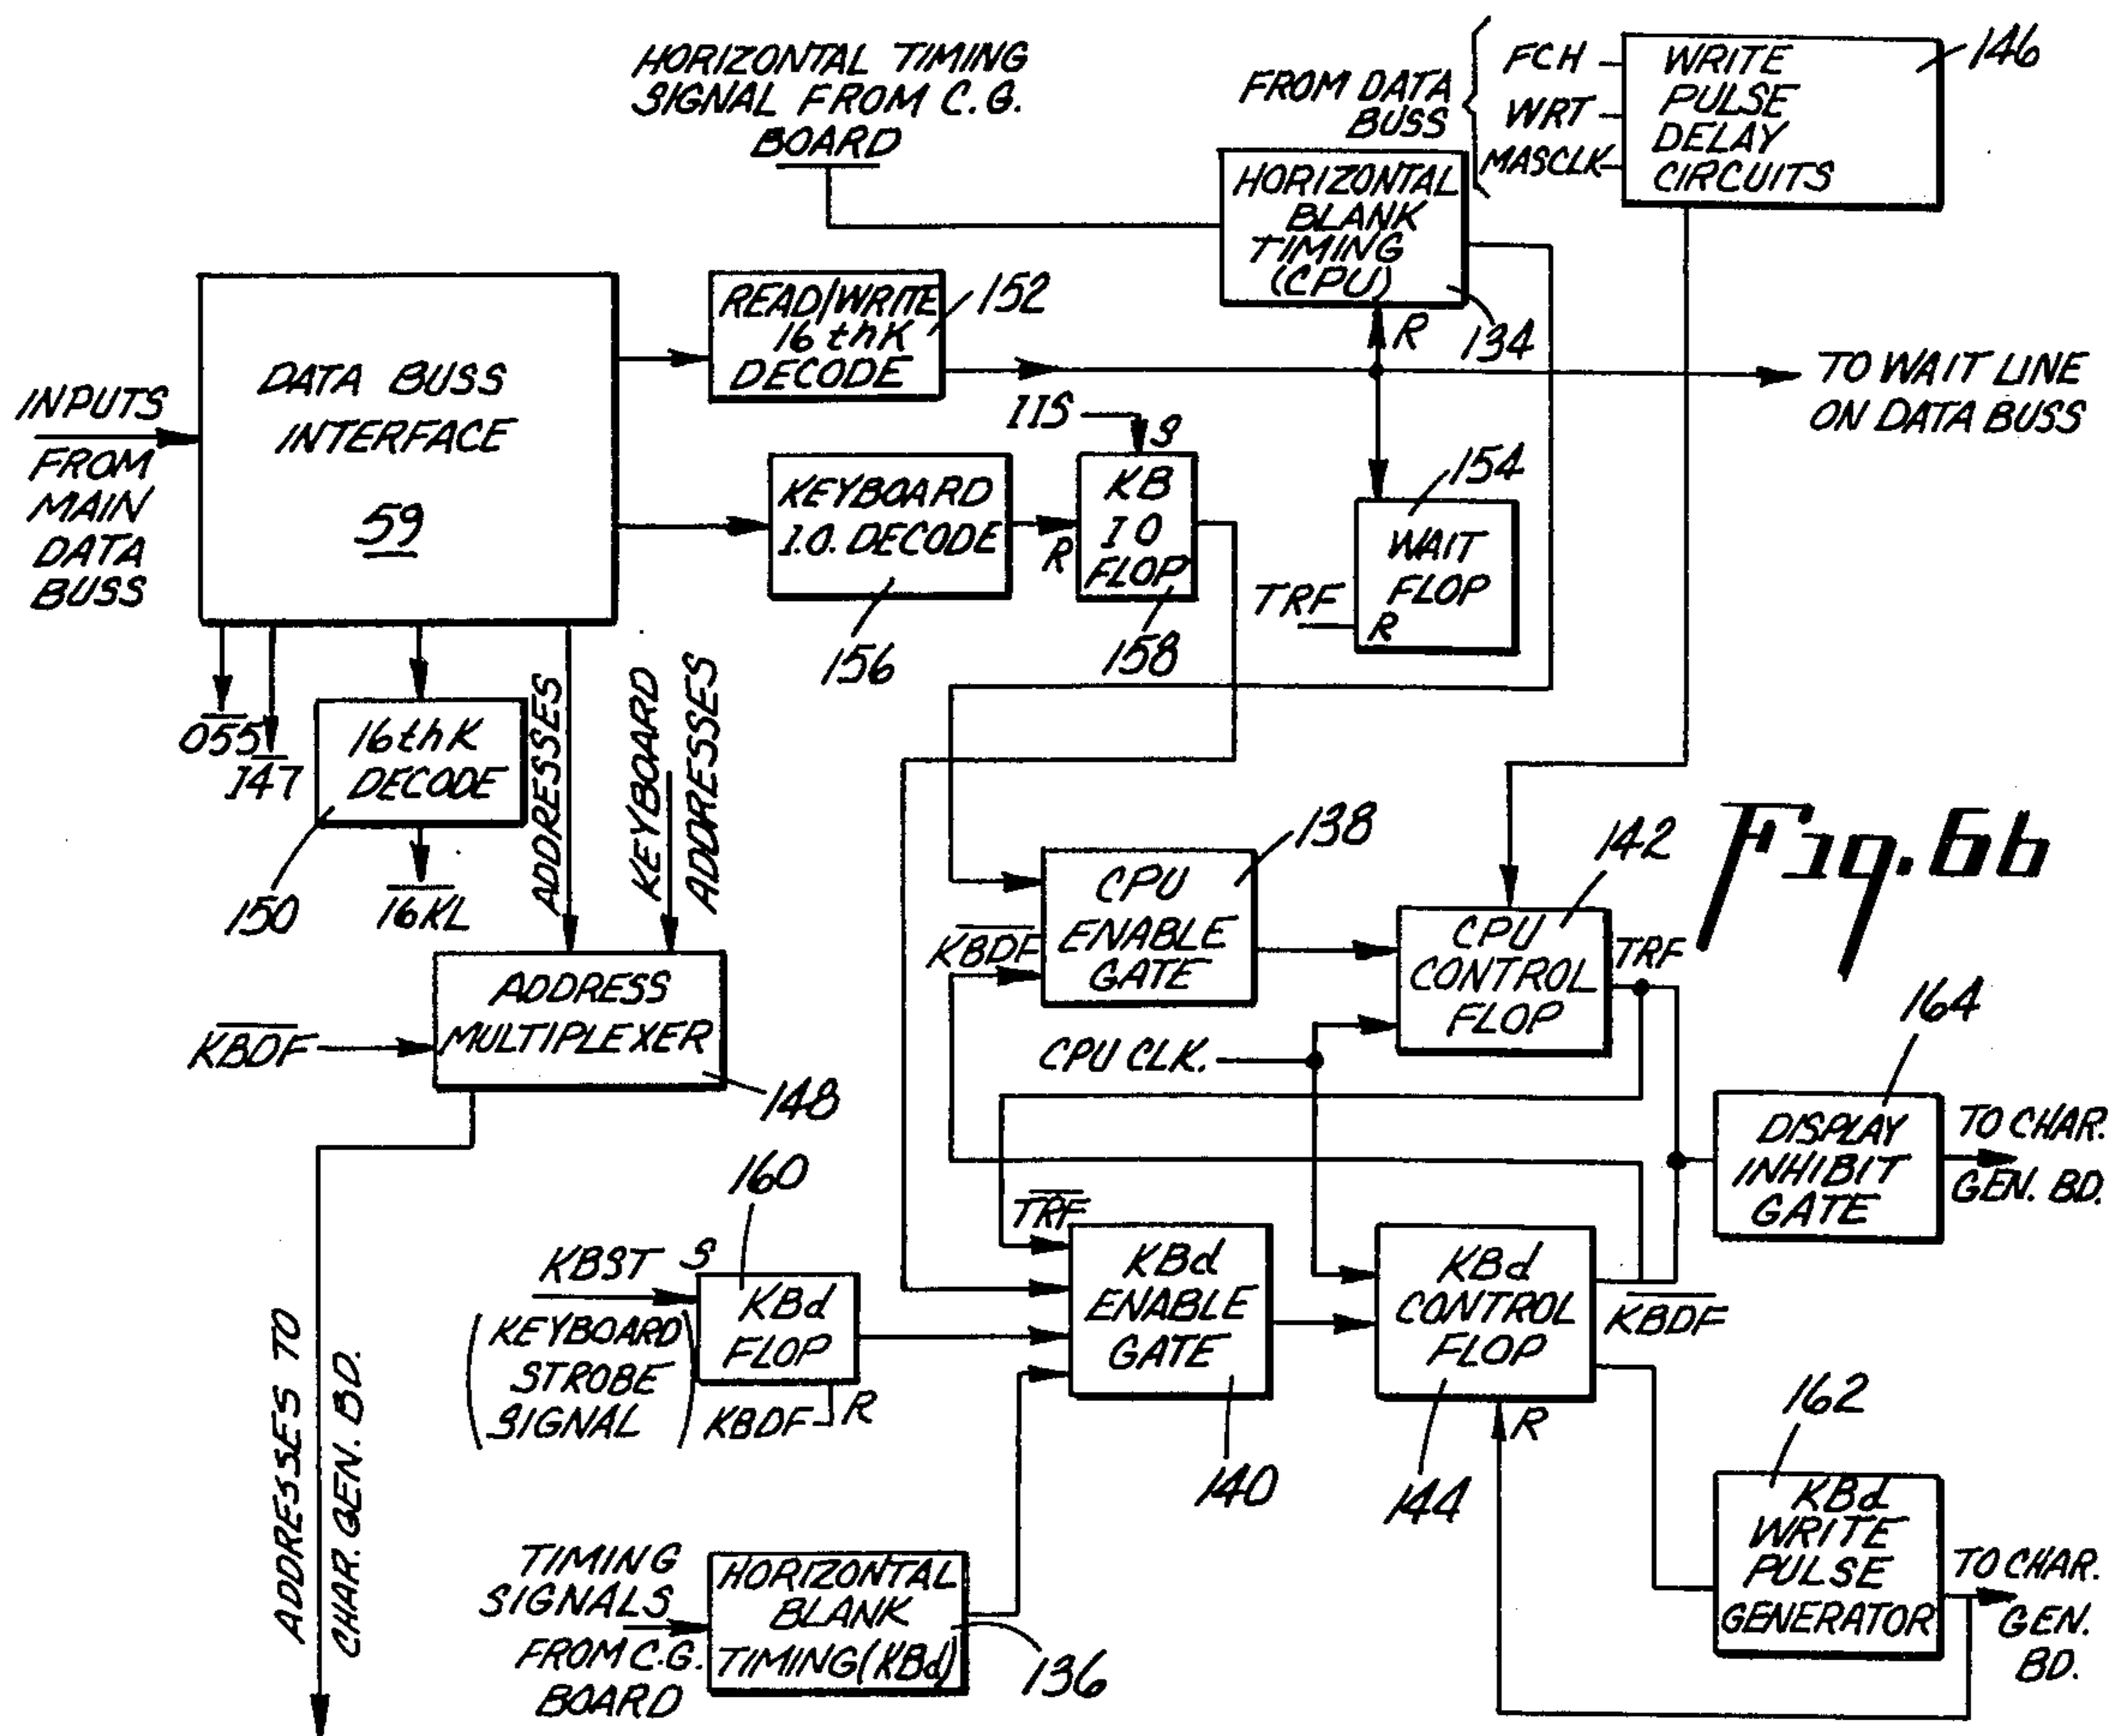 HORIZONTAL TIMING
SIGNAL FROM C.G.
BOARD
FROM DATA
BUSS
FCH
WRT
MASCLK
WRITE
PULSE
DELAY
CIRCUITS
146
HORIZONTAL
BLANK
TIMING
(CPU)
R
134
INPUTS
FROM
MAIN
DATA
BUSS
DATA BUSS
INTERFACE
59
READ/WRITE
16thK
DECODE
152
TO WAIT LINE
ON DATA BUSS
IIS
S
KEYBOARD
I.O. DECODE
156
R
KB
IO
FLOP
158
154
WAIT
FLOP
TRF
R
055
I47
16thK
DECODE
150
16KL
ADDRESSES
KEYBOARD
ADDRESSES
KBDF
ADDRESS
MULTIPLEXER
148
138
CPU
ENABLE
GATE
KBDF
142
CPU
CONTROL
FLOP
TRF
CPU CLK.
Fig. 6b
164
DISPLAY
INHIBIT
GATE
TO CHAR.
GEN. BD.
160
KBST
S
(KEYBOARD
STROBE
SIGNAL)
KBd
FLOP
KBDF
R
TRF
KBd
ENABLE
GATE
140
KBd
CONTROL
FLOP
144
KBDF
R
162
KBd
WRITE
PULSE
GENERATOR
TO CHAR.
GEN.
BD.
TIMING
SIGNALS
FROM C.G.
BOARD
HORIZONTAL
BLANK
TIMING (KBd)
136
ADDRESSES TO
CHAR. GEN. BD.